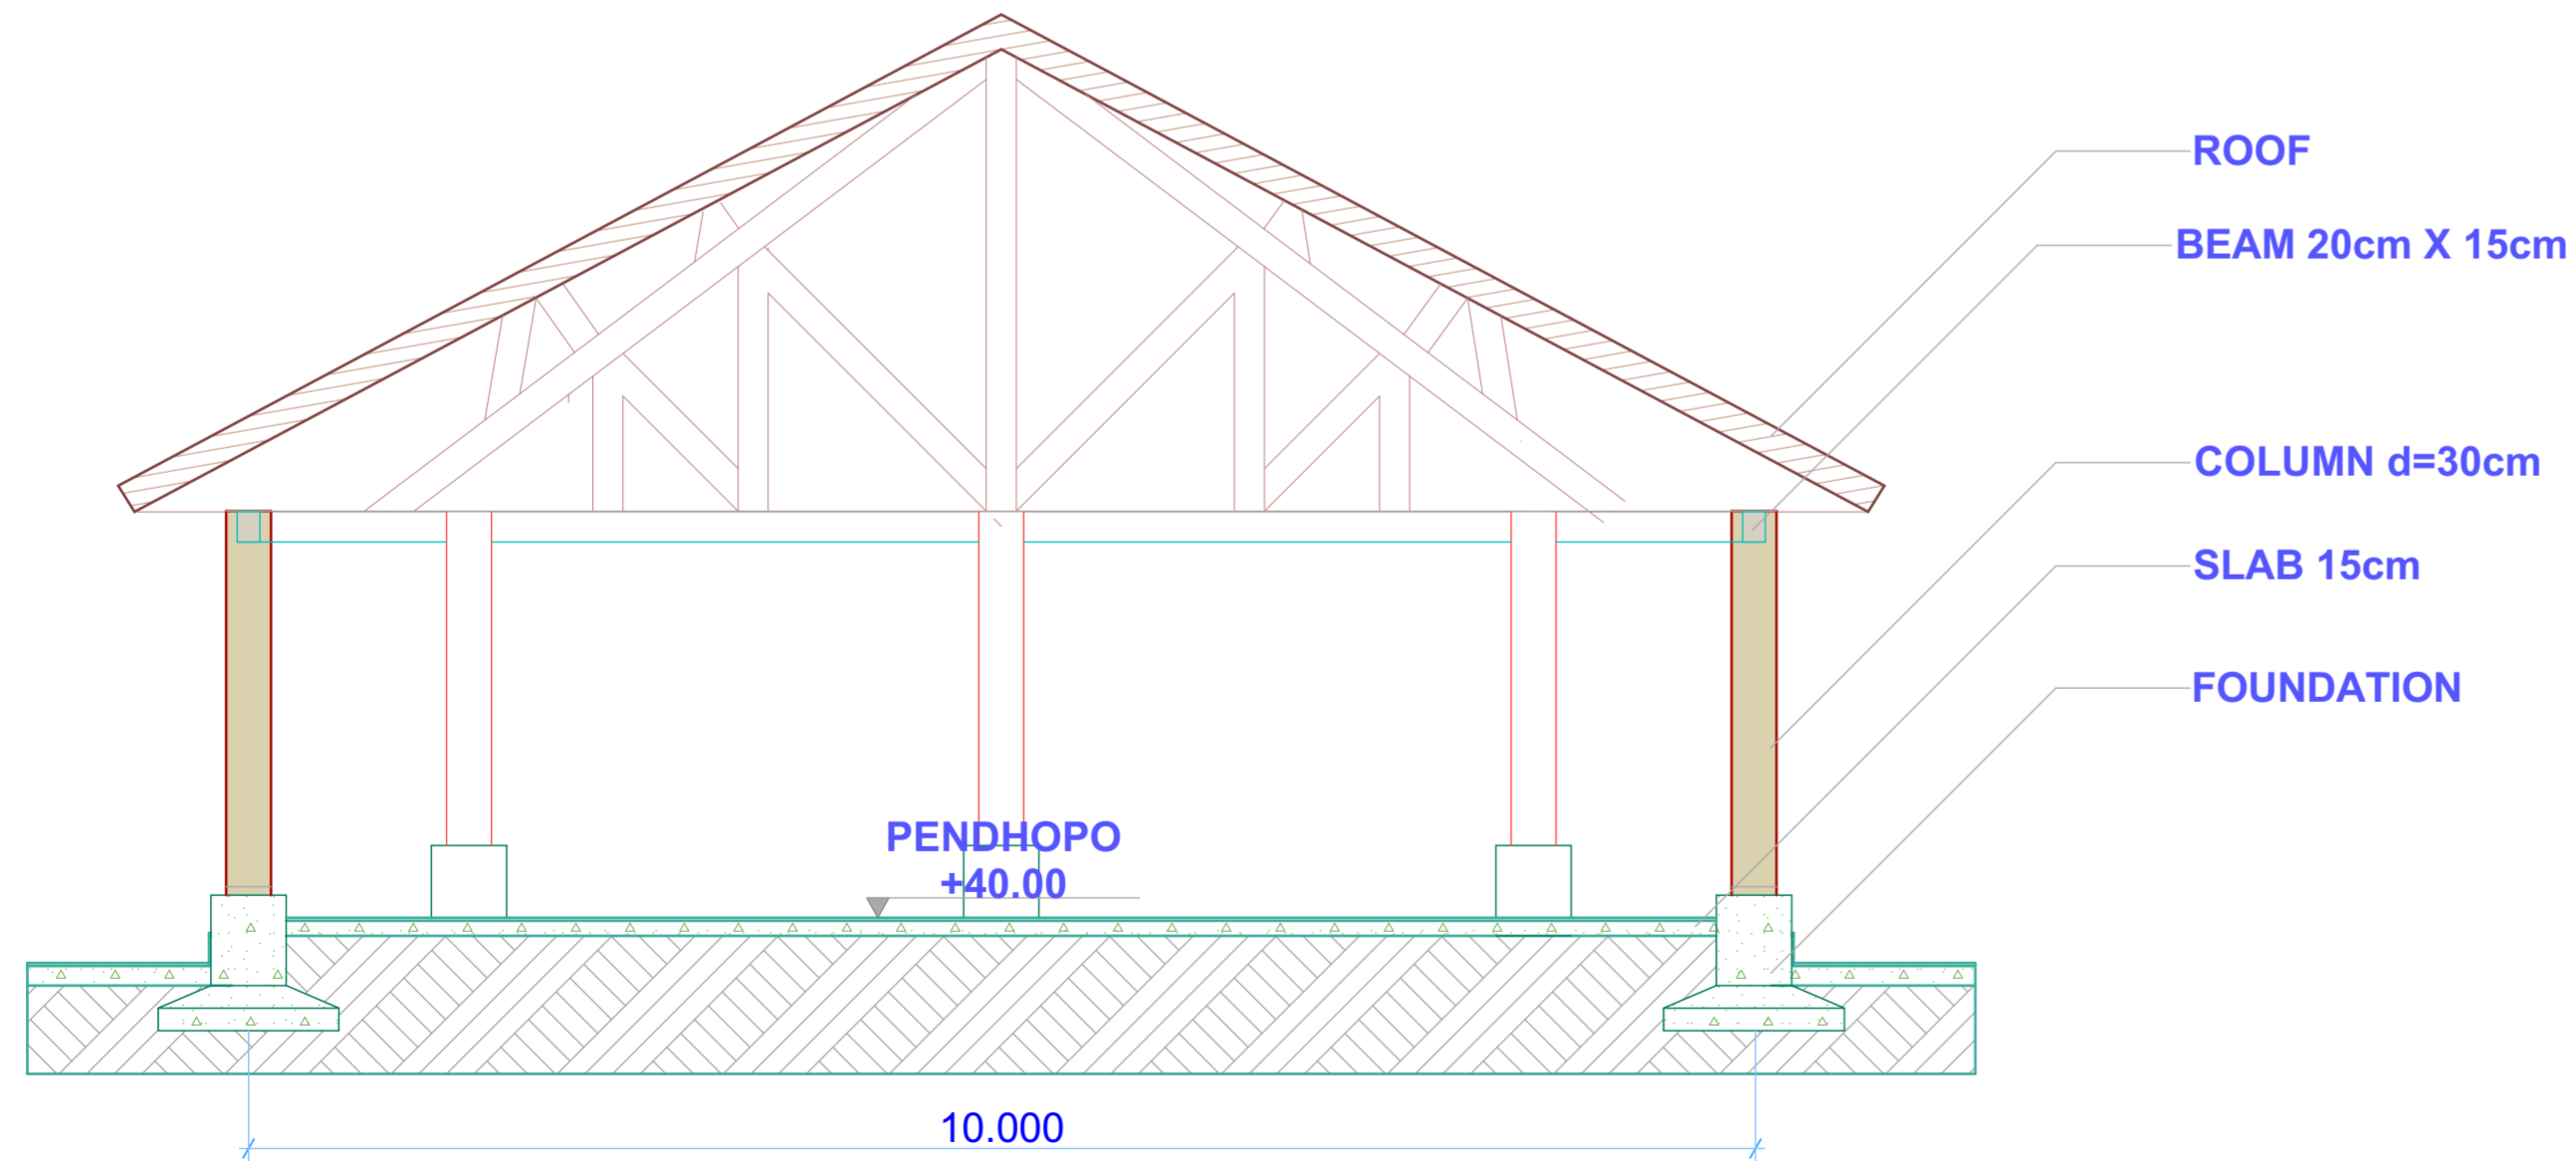 ROOF
BEAM 20cm X 15cm
COLUMN d=30cm
SLAB 15cm
FOUNDATION
PENDHOPO
+40.00
10.000